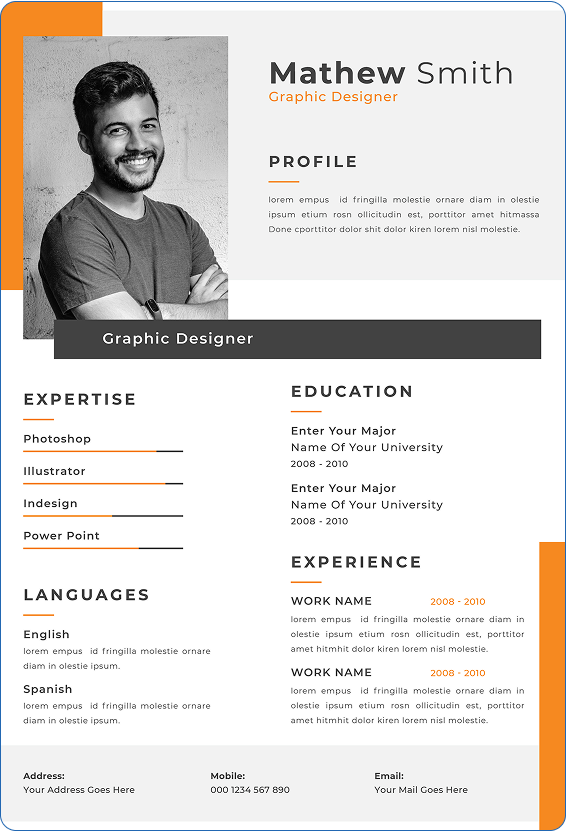 Mathew Smith
Graphic Designer
PROFILE
lorem empus id fringilla molestie ornare diam in olestie
ipsum etium rosn ollicitudin est, porttitor amet hitmassa
Done cporttitor dolor shit dolor kiren lorem nisl molestie.
Graphic Designer
EXPERTISE
Photoshop
Illustrator
Indesign
Power Point
LANGUAGES
English
lorem empus id fringilla molestie ornare
diam in olestie ipsum.
Spanish
lorem empus id fringilla molestie ornare
diam in olestie ipsum.
EDUCATION
Enter Your Major
Name Of Your University
2008 - 2010
Enter Your Major
Name Of Your University
2008 - 2010
EXPERIENCE
WORK NAME 2008 - 2010
lorem empus id fringilla molestie ornare diam in
olestie ipsum etium rosn ollicitudin est, porttitor
amet hitmhit dolor kiren lorem nisl molestie.
WORK NAME 2008 - 2010
lorem empus id fringilla molestie ornare diam in
olestie ipsum etium rosn ollicitudin est, porttitor
amet hitmhit dolor kiren lorem nisl molestie.
Address:
Your Address Goes Here
Mobile:
000 1234 567 890
Email:
Your Mail Goes Here